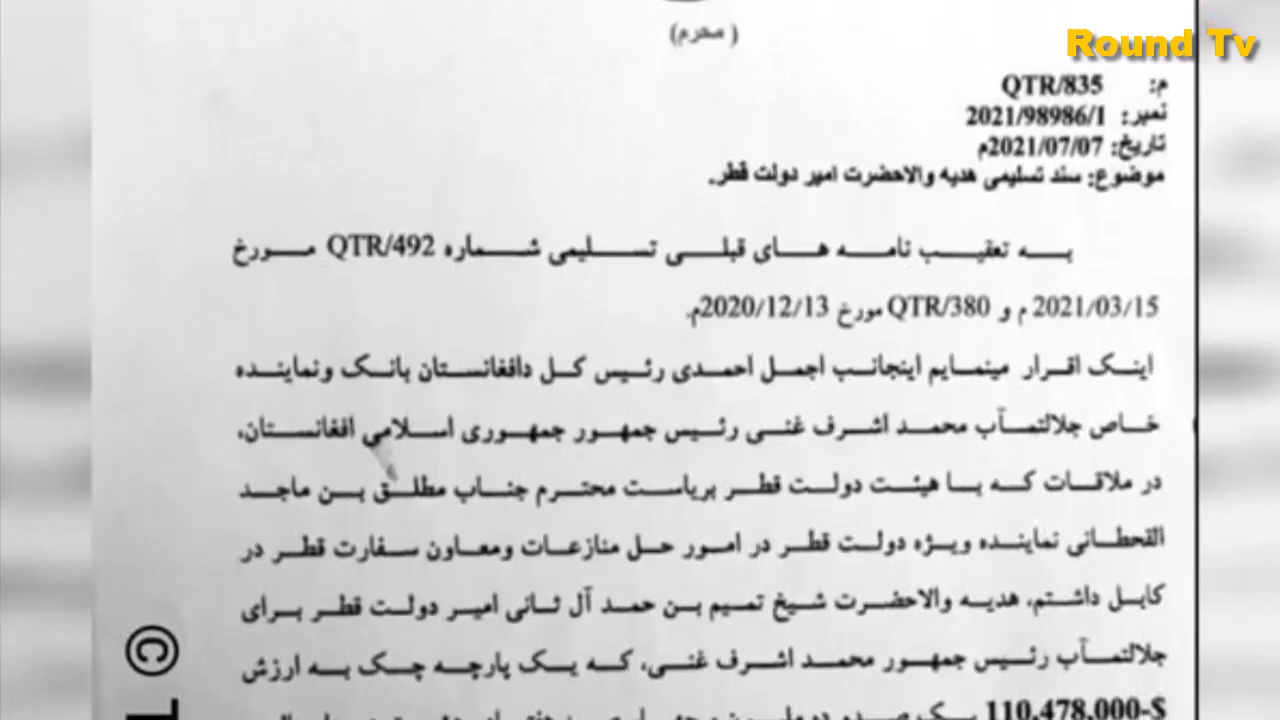 (محرم)
Round Tv
م: QTR/835
نمبر: 2021/98986/1
تاریخ: 2021/07/07م
موضوع: سند تسلیمی هدیه والاحضرت امیر دولت قطر.
به تعقیب نامه های قبلی تسلیمی شماره QTR/492 مورخ
2021/03/15 م و QTR/380 مورخ 2020/12/13م.
اینک اقرار مینمایم اینجانب اجمل احمدی رئیس کل دافغانستان بانک ونماینده
خاص جلالتمآب محمد اشرف غنی رئیس جمهور جمهوری اسلامی افغانستان،
در ملاقات که با هیئت دولت قطر بریاست محترم جناب مطلق بن ماجد
القحطانی نماینده ویژه دولت قطر در امور حل منازعات ومعاون سفارت قطر در
کابل داشتم، هدیه والاحضرت شیخ تمیم بن حمد آل ثانی امیر دولت قطر برای
جلالتمآب رئیس جمهور محمد اشرف غنی، که یک پارچه چک به ارزش
110,478,000-$
©